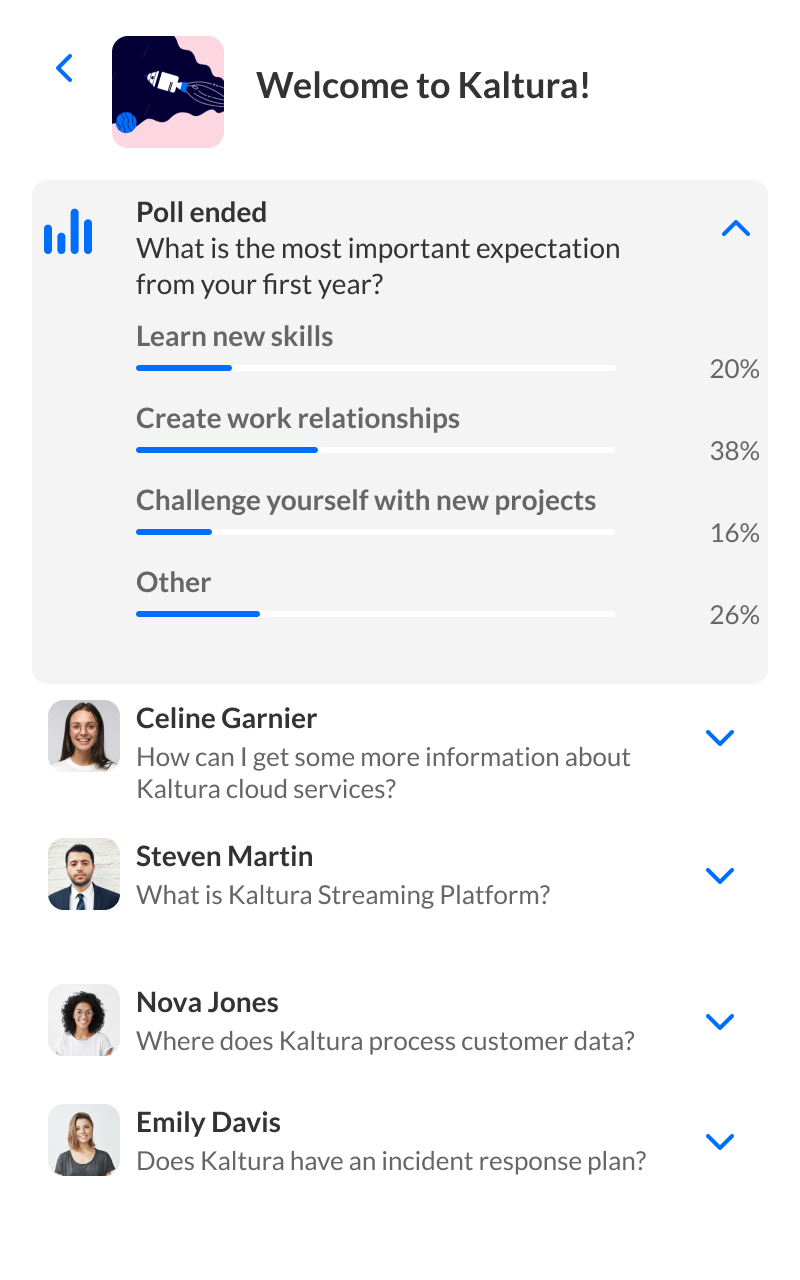 Welcome to Kaltura!
Poll ended
What is the most important expectation
from your first year?
Learn new skills
20%
Create work relationships
38%
Challenge yourself with new projects
16%
Other
26%
Celine Garnier
How can I get some more information about
Kaltura cloud services?
Steven Martin
What is Kaltura Streaming Platform?
Nova Jones
Where does Kaltura process customer data?
Emily Davis
Does Kaltura have an incident response plan?